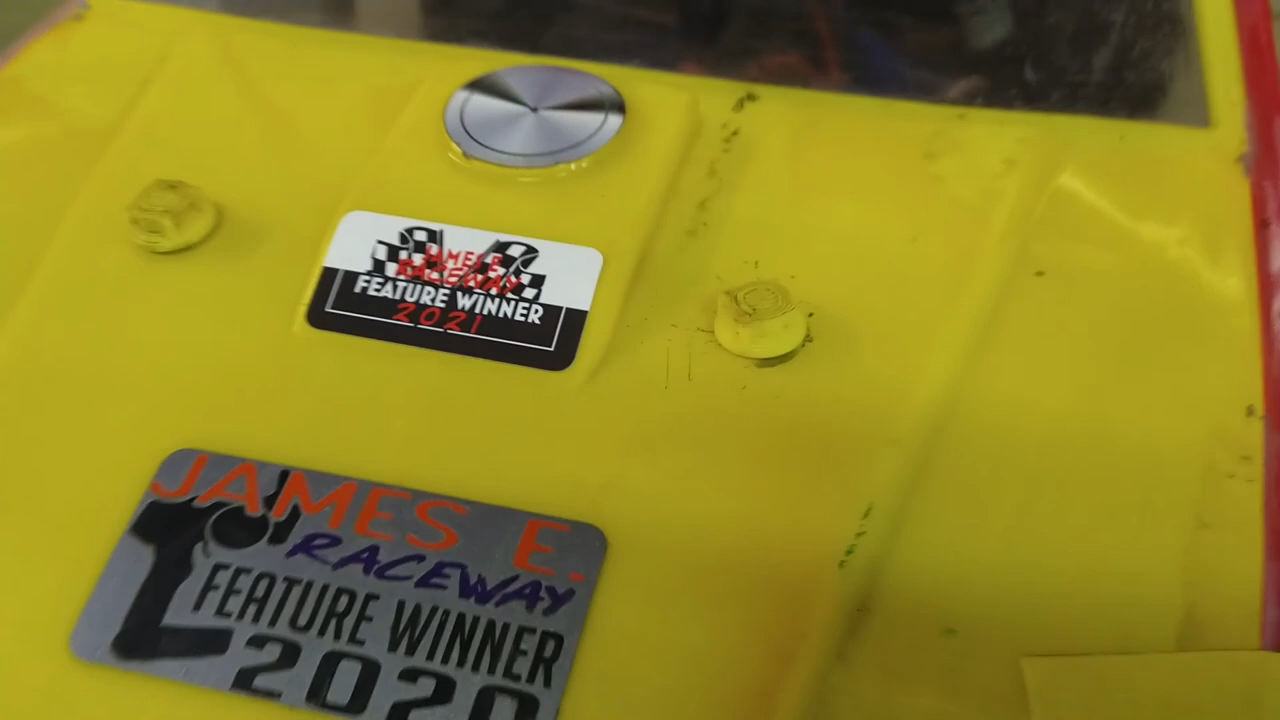 JAMES E
RACEWAY
FEATURE WINNER
2021
JAMES E.
RACEWAY
FEATURE WINNER
2020